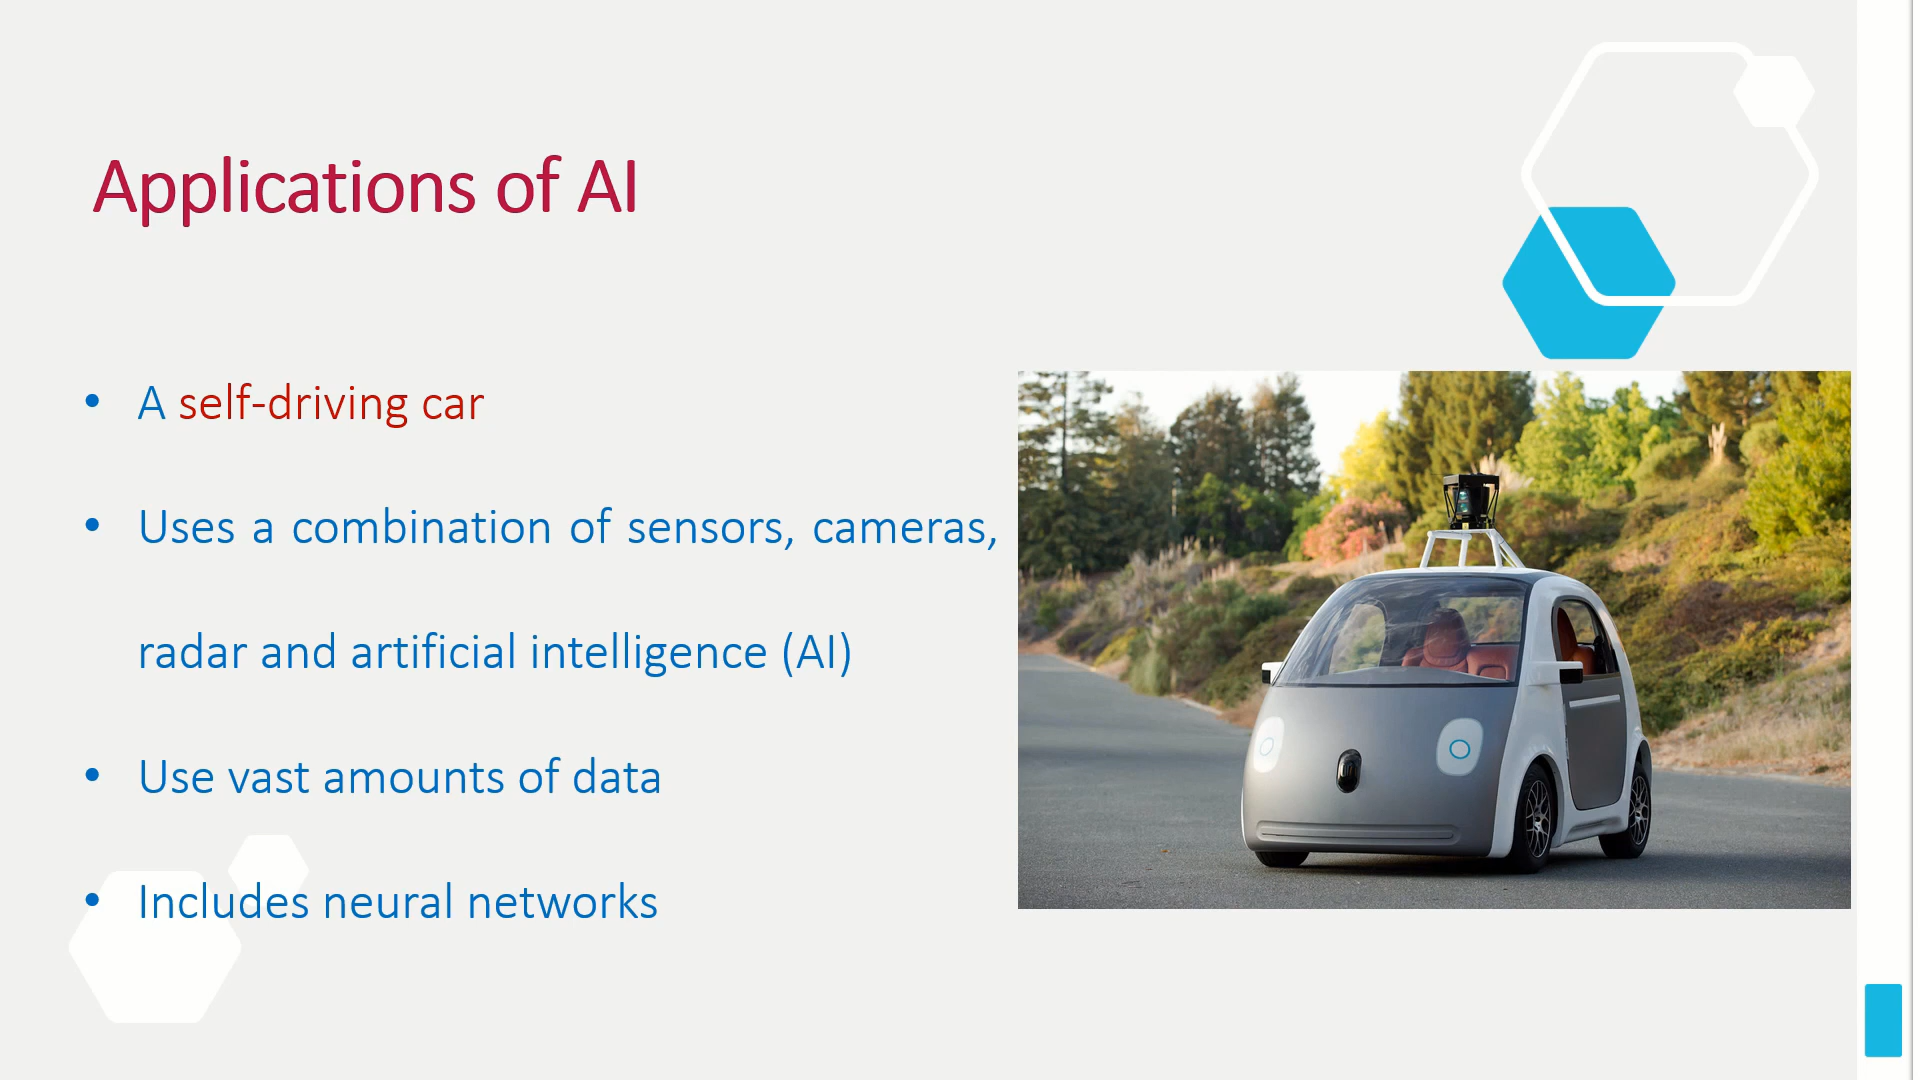 Applications of AI
• A self-driving car
• Uses a combination of sensors, cameras,
radar and artificial intelligence (AI)
• Use vast amounts of data
• Includes neural networks